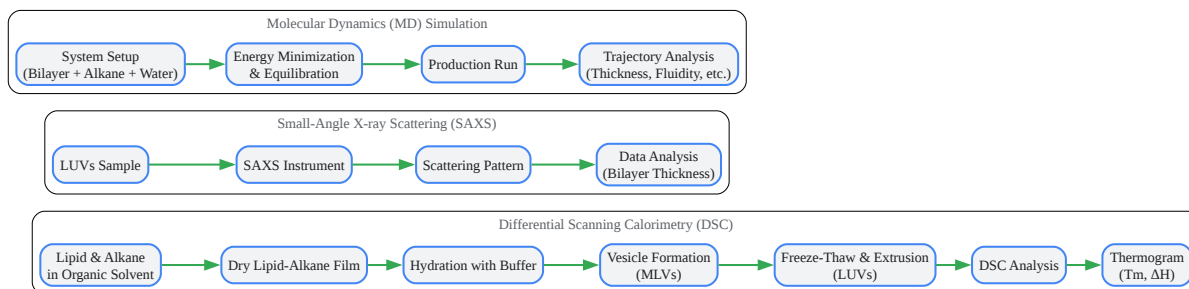 Molecular Dynamics (MD) Simulation
System Setup
(Bilayer + Alkane + Water)
Energy Minimization
& Equilibration
Production Run
Trajectory Analysis
(Thickness, Fluidity, etc.)
Small-Angle X-ray Scattering (SAXS)
LUVs Sample
SAXS Instrument
Scattering Pattern
Data Analysis
(Bilayer Thickness)
Differential Scanning Calorimetry (DSC)
Lipid & Alkane
in Organic Solvent
Dry Lipid-Alkane Film
Hydration with Buffer
Vesicle Formation
(MLVs)
Freeze-Thaw & Extrusion
(LUVs)
DSC Analysis
Thermogram
(Tm, ΔH)